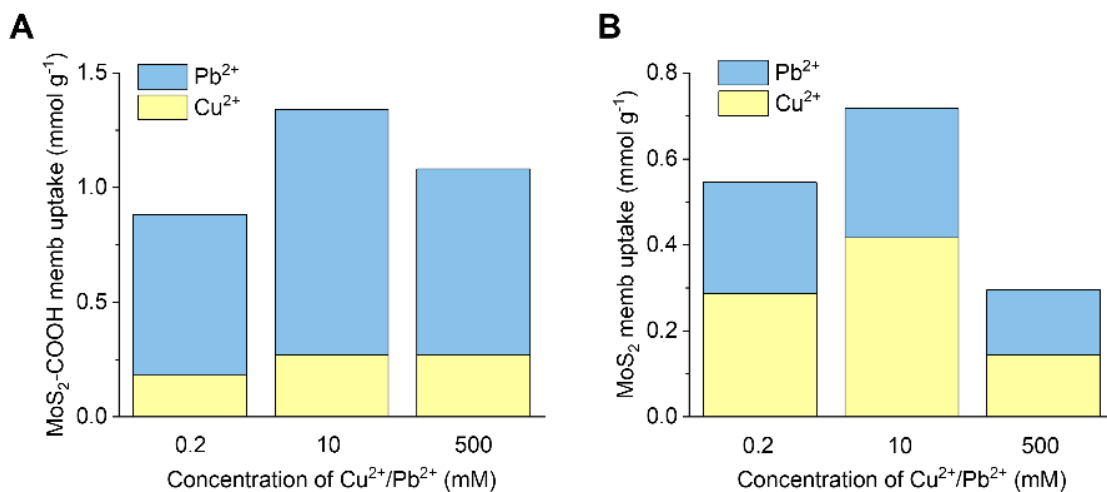 A
MoS₂-COOH memb uptake (mmol g⁻¹)
1.5
1.0
0.5
0.0
Pb²⁺
Cu²⁺
0.2
10
500
Concentration of Cu²⁺/Pb²⁺ (mM)
B
MoS₂ memb uptake (mmol g⁻¹)
0.8
0.6
0.4
0.2
0.0
Pb²⁺
Cu²⁺
0.2
10
500
Concentration of Cu²⁺/Pb²⁺ (mM)